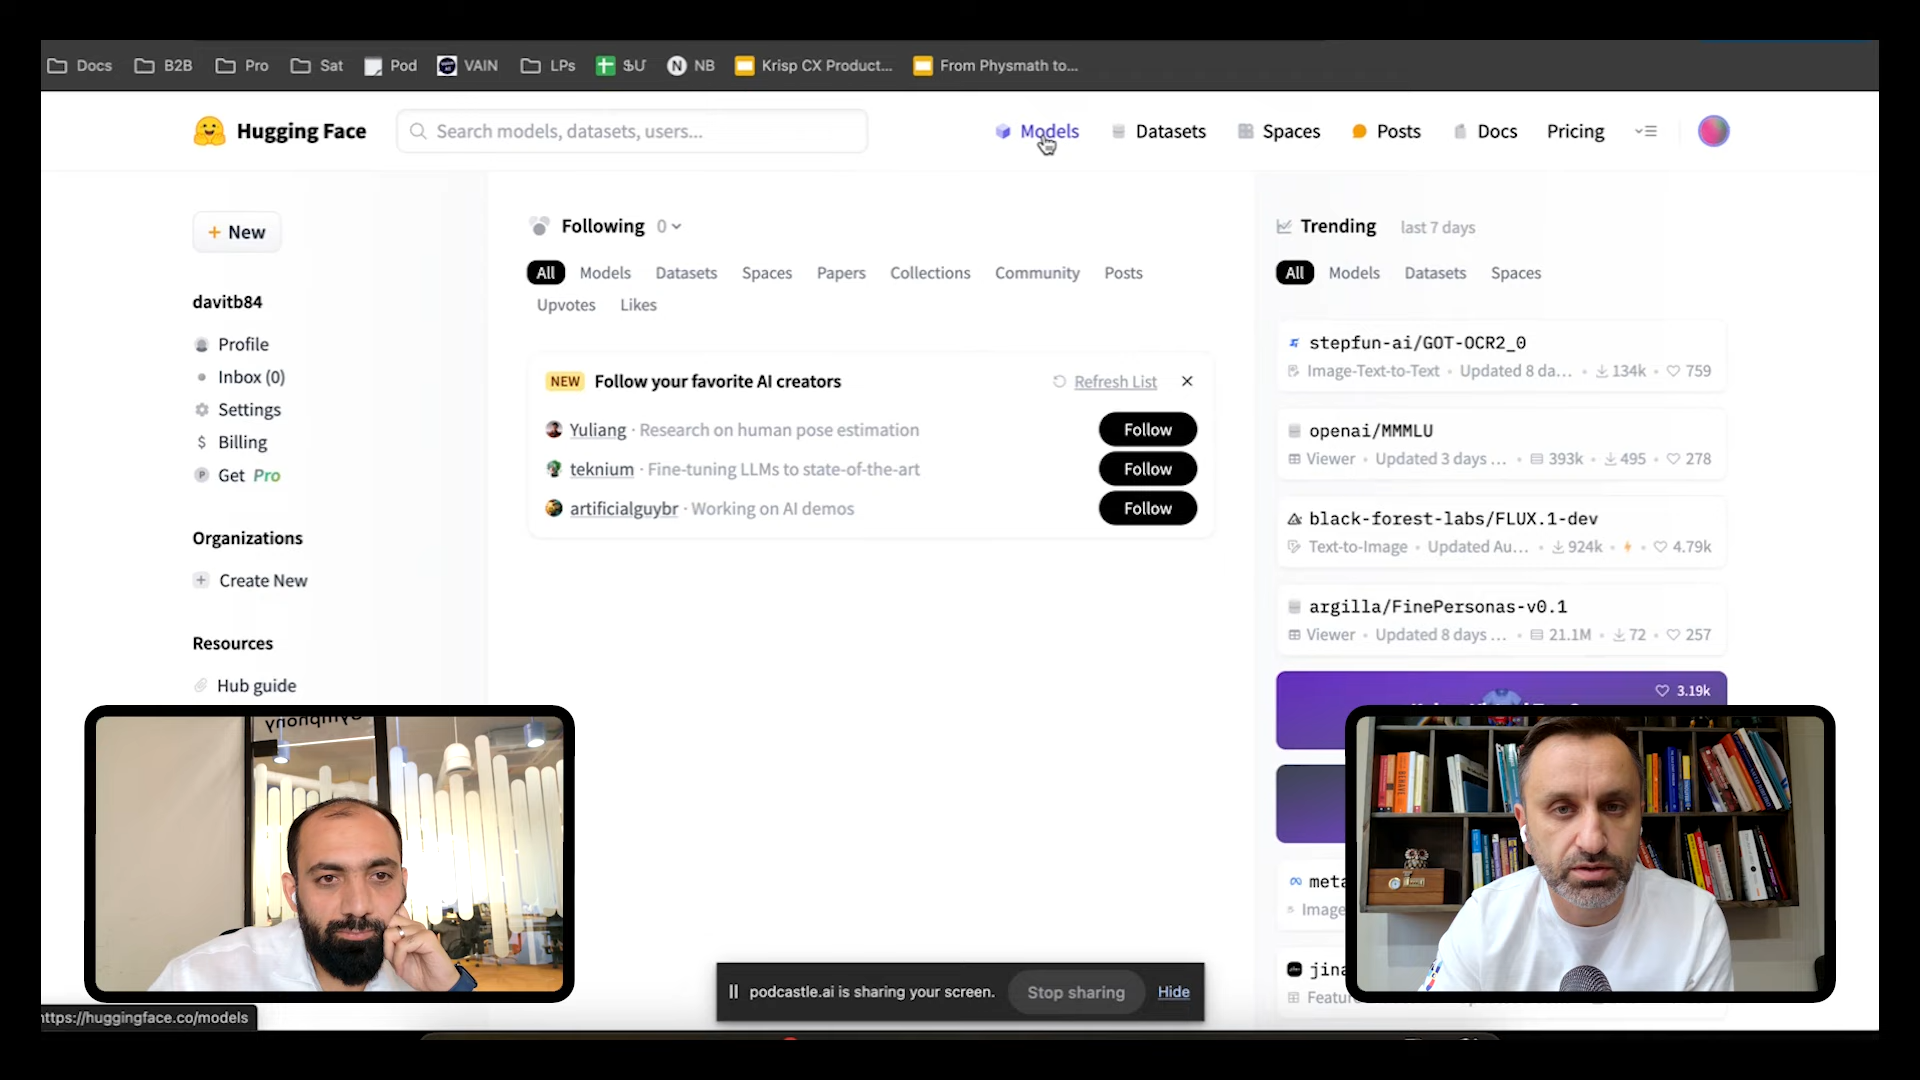 Docs B2B Pro Sat Pod VAIN LPs ՖՄ NB Krisp CX Product... From Physmath to...
Hugging Face Search models, datasets, users... Models Datasets Spaces Posts Docs Pricing
+ New
davitb84
Profile
Inbox (0)
Settings
$ Billing
P Get Pro
Organizations
+ Create New
Resources
Hub guide
Following 0
All Models Datasets Spaces Papers Collections Community Posts
Upvotes Likes
NEW Follow your favorite AI creators Refresh List
Yuliang · Research on human pose estimation Follow
teknium · Fine-tuning LLMs to state-of-the-art Follow
artificialguybr · Working on AI demos Follow
Trending last 7 days
All Models Datasets Spaces
stepfun-ai/GOT-OCR2_0
Image-Text-to-Text • Updated 8 da... • 134k • 759
openai/MMMLU
Viewer • Updated 3 days ... • 393k • 495 • 278
black-forest-labs/FLUX.1-dev
Text-to-Image • Updated Au... • 924k • 4.79k
argilla/FinePersonas-v0.1
Viewer • Updated 8 days ... • 21.1M • 72 • 257
3.19k
meta
Image
jina
Featur
Symphony
BEHAVE
podcastle.ai is sharing your screen. Stop sharing Hide
https://huggingface.co/models